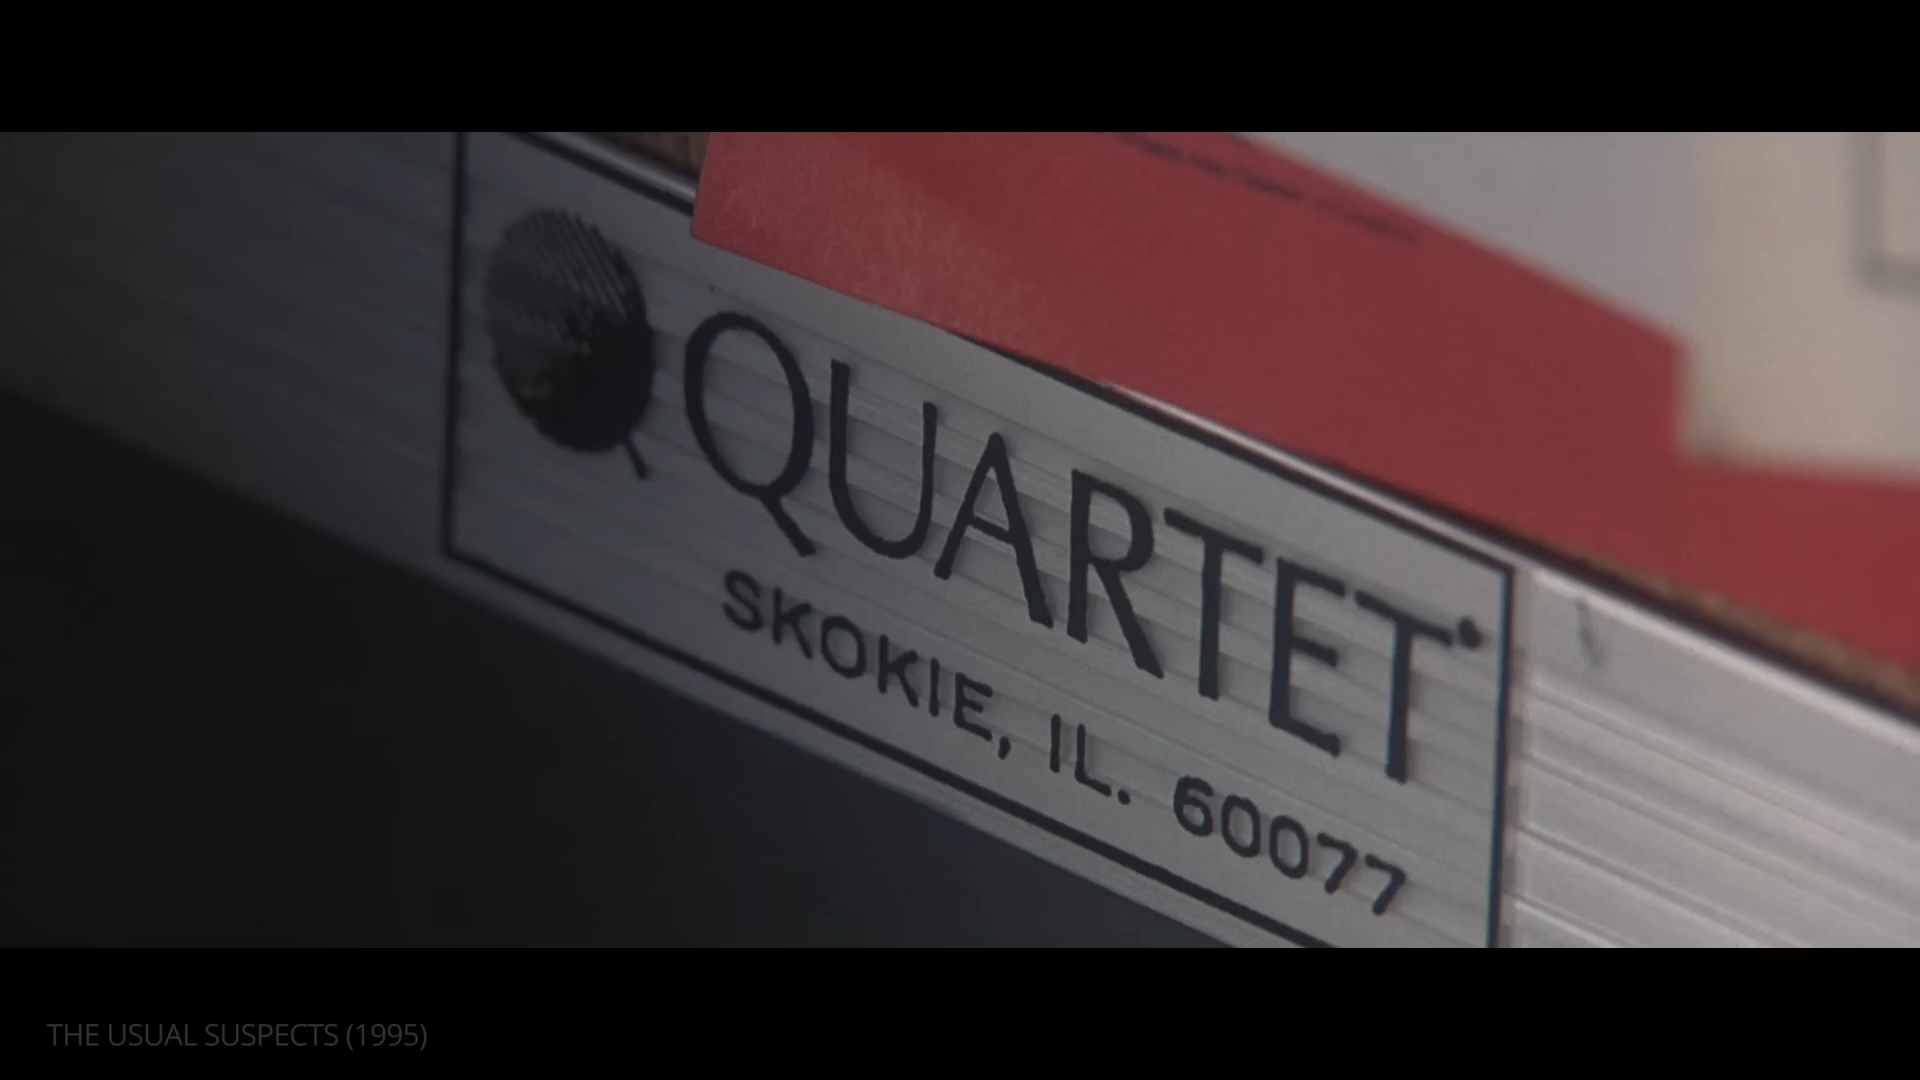 QUARTET
SKOKIE, IL. 60077
THE USUAL SUSPECTS (1995)